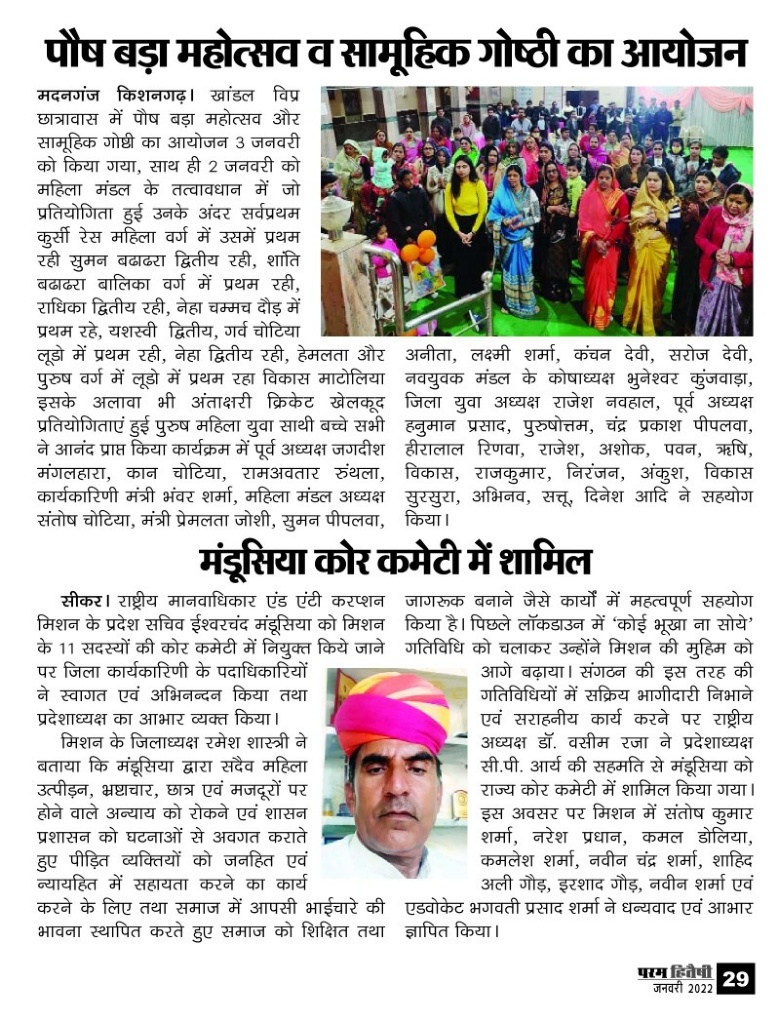 पौष बड़ा महोत्सव व सामूहिक गोष्ठी का आयोजन
मदनगंज किशनगढ़। खांडल विप्र
छात्रावास में पौष बड़ा महोत्सव और
सामूहिक गोष्ठी का आयोजन 3 जनवरी
को किया गया, साथ ही 2 जनवरी को
महिला मंडल के तत्वावधान में जो
प्रतियोगिता हुई उनके अंदर सर्वप्रथम
कुर्सी रेस महिला वर्ग में उसमें प्रथम
रही सुमन बढाढरा द्वितीय रही, शांति
बढाढरा बालिका वर्ग में प्रथम रही,
राधिका द्वितीय रही, नेहा चम्मच दौड़ में
प्रथम रहे, यशस्वी द्वितीय, गर्व चोटिया
लूडो में प्रथम रही, नेहा द्वितीय रही, हेमलता और
पुरुष वर्ग में लूडो में प्रथम रहा विकास माटोलिया
इसके अलावा भी अंताक्षरी क्रिकेट खेलकूद
प्रतियोगिताएं हुई पुरुष महिला युवा साथी बच्चे सभी
ने आनंद प्राप्त किया कार्यक्रम में पूर्व अध्यक्ष जगदीश
मंगलहारा, कान चोटिया, रामअवतार रुंथला,
कार्यकारिणी मंत्री भंवर शर्मा, महिला मंडल अध्यक्ष
संतोष चोटिया, मंत्री प्रेमलता जोशी, सुमन पीपलवा,
अनीता, लक्ष्मी शर्मा, कंचन देवी, सरोज देवी,
नवयुवक मंडल के कोषाध्यक्ष भुनेश्वर कुंजवाड़ा,
जिला युवा अध्यक्ष राजेश नवहाल, पूर्व अध्यक्ष
हनुमान प्रसाद, पुरुषोत्तम, चंद्र प्रकाश पीपलवा,
हीरालाल रिणवा, राजेश, अशोक, पवन, ऋषि,
विकास, राजकुमार, निरंजन, अंकुश, विकास
सुरसुरा, अभिनव, सत्तू, दिनेश आदि ने सहयोग
किया।
मंडूसिया कोर कमेटी में शामिल
सीकर। राष्ट्रीय मानवाधिकार एंड एंटी करप्शन
मिशन के प्रदेश सचिव ईश्वरचंद मंडूसिया को मिशन
के 11 सदस्यों की कोर कमेटी में नियुक्त किये जाने
पर जिला कार्यकारिणी के पदाधिकारियों
ने स्वागत एवं अभिनन्दन किया तथा
प्रदेशाध्यक्ष का आभार व्यक्त किया।
मिशन के जिलाध्यक्ष रमेश शास्त्री ने
बताया कि मंडूसिया द्वारा सदैव महिला
उत्पीड़न, भ्रष्टाचार, छात्र एवं मजदूरों पर
होने वाले अन्याय को रोकने एवं शासन
प्रशासन को घटनाओं से अवगत कराते
हुए पीड़ित व्यक्तियों को जनहित एवं
न्यायहित में सहायता करने का कार्य
करने के लिए तथा समाज में आपसी भाईचारे की
भावना स्थापित करते हुए समाज को शिक्षित तथा
जागरूक बनाने जैसे कार्यों में महत्वपूर्ण सहयोग
किया है। पिछले लॉकडाउन में 'कोई भूखा ना सोये'
गतिविधि को चलाकर उन्होंने मिशन की मुहिम को
आगे बढ़ाया। संगठन की इस तरह की
गतिविधियों में सक्रिय भागीदारी निभाने
एवं सराहनीय कार्य करने पर राष्ट्रीय
अध्यक्ष डॉ. वसीम रजा ने प्रदेशाध्यक्ष
सी.पी. आर्य की सहमति से मंडूसिया को
राज्य कोर कमेटी में शामिल किया गया।
इस अवसर पर मिशन में संतोष कुमार
शर्मा, नरेश प्रधान, कमल डोलिया,
कमलेश शर्मा, नवीन चंद्र शर्मा, शाहिद
अली गौड़, इरशाद गौड़, नवीन शर्मा एवं
एडवोकेट भगवती प्रसाद शर्मा ने धन्यवाद एवं आभार
ज्ञापित किया।
परम हितैषी
जनवरी 2022 29